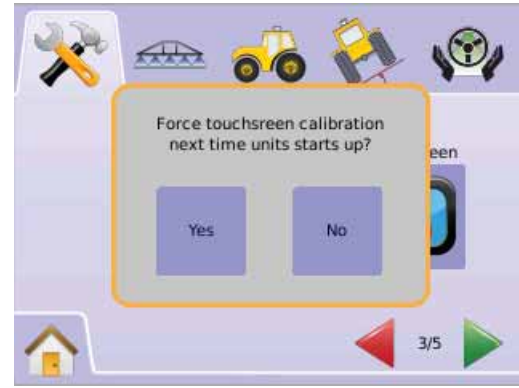 Force touchsreen calibration
next time units starts up?
een
Yes
No
3/5